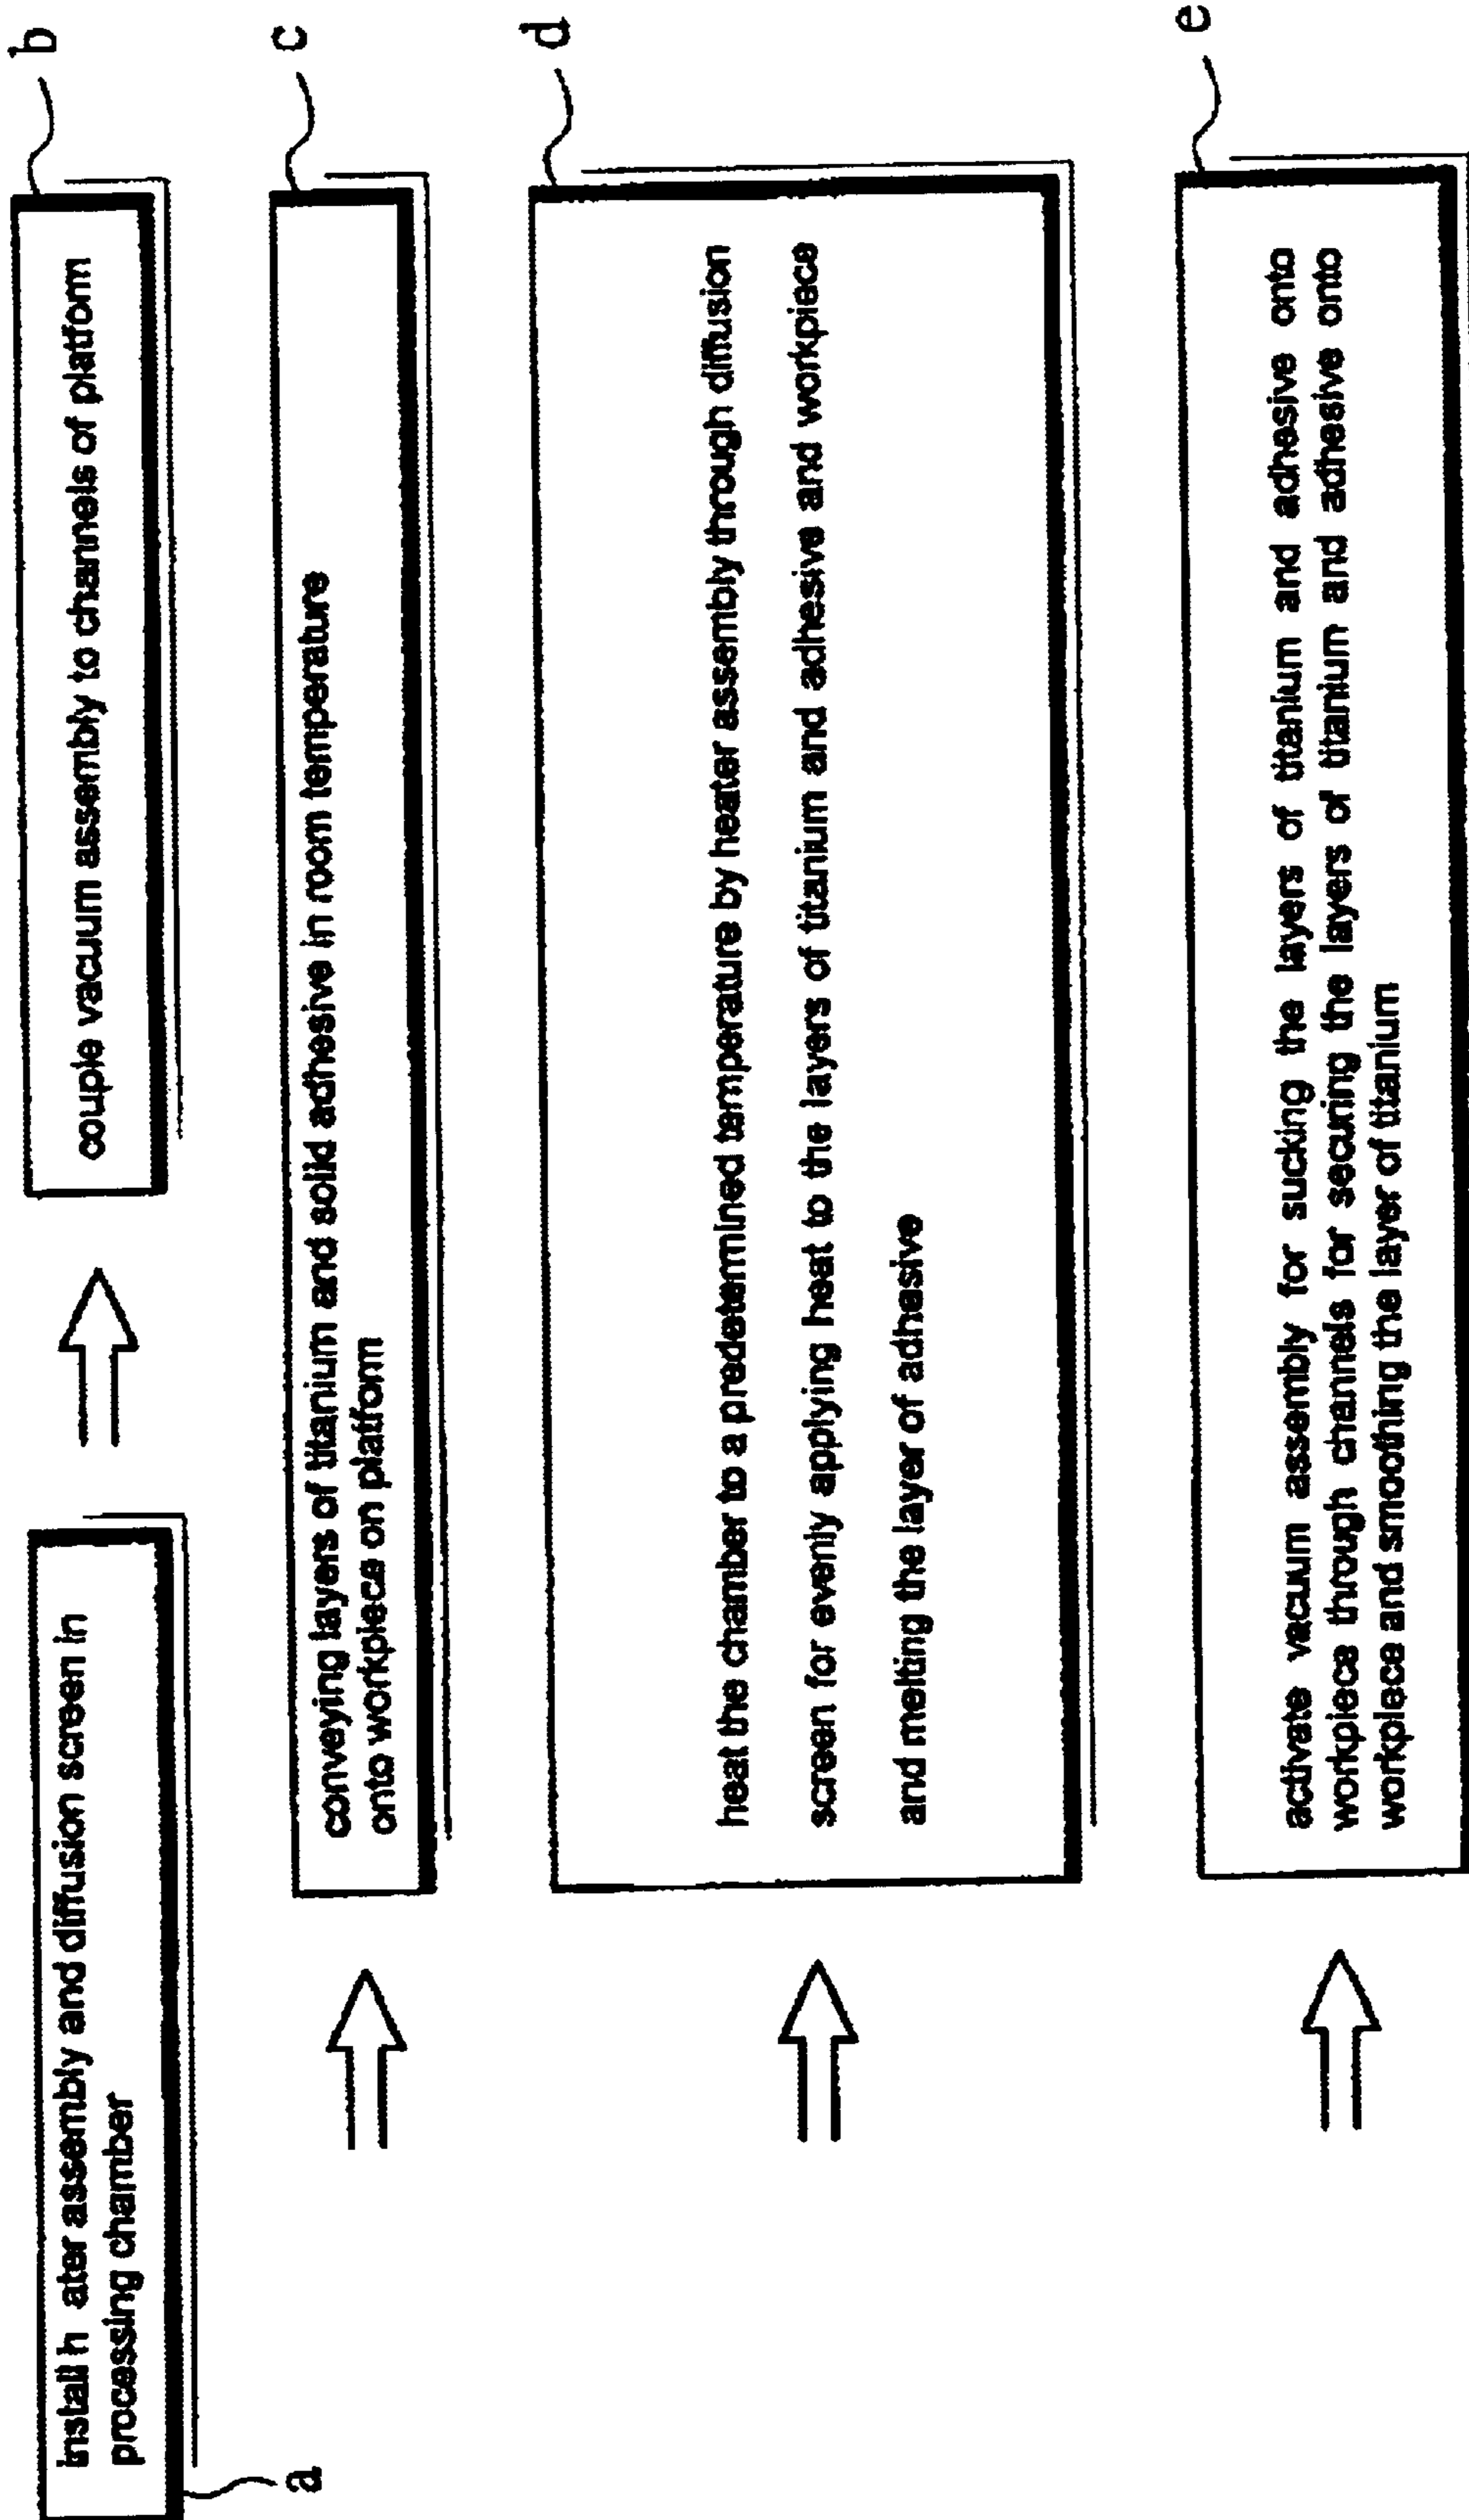 install h ater assembly and diffusion screen in
processing chamber
a
couple vacuum assembly to channels of platform
b
conveying layers of titanium and solid adhesive in room temperature
onto workpiece on platform
c
heat the chamber to a predetermined temperature by heater assembly through diffusion
screen for evenly applying heat to the layers of titanium and adhesive and workpiece
and melting the layer of adhesive
d
activate vacuum assembly for sucking the layers of titanium and adhesive onto
workpiece through channels for securing the layers of titanium and adhesive onto
workpiece and smoothing the layer of titanium
e